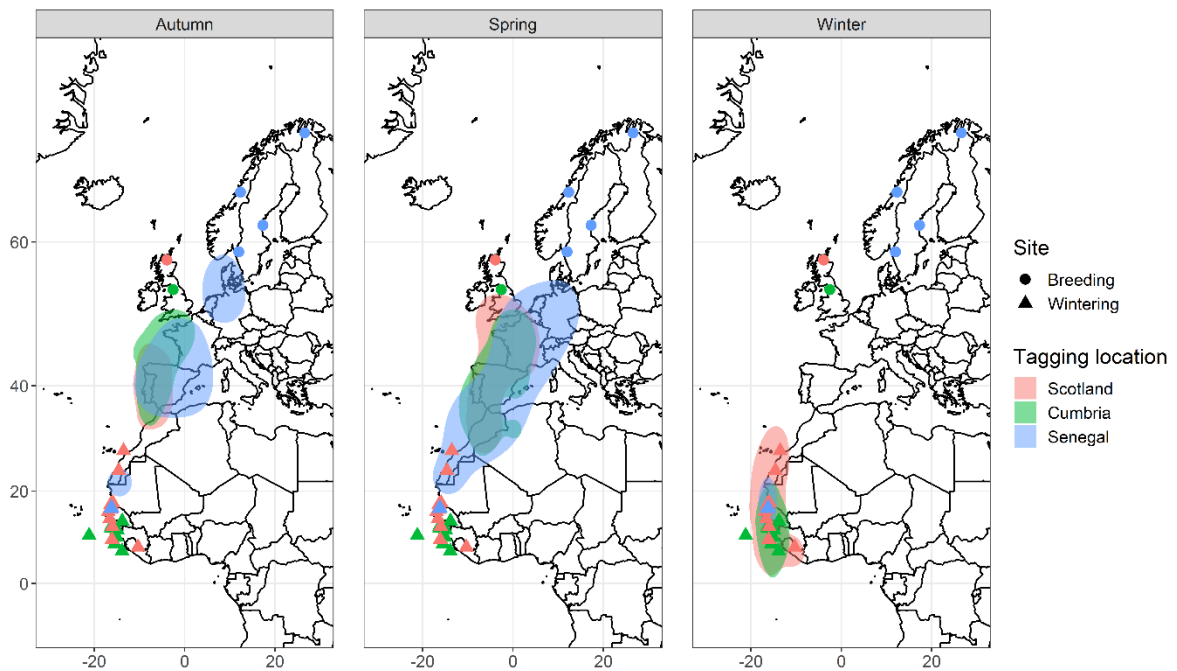 Autumn
Spring
Winter
60
40
20
0
-20 0 20
-20 0 20
-20 0 20
Site
Breeding
Wintering
Tagging location
Scotland
Cumbria
Senegal